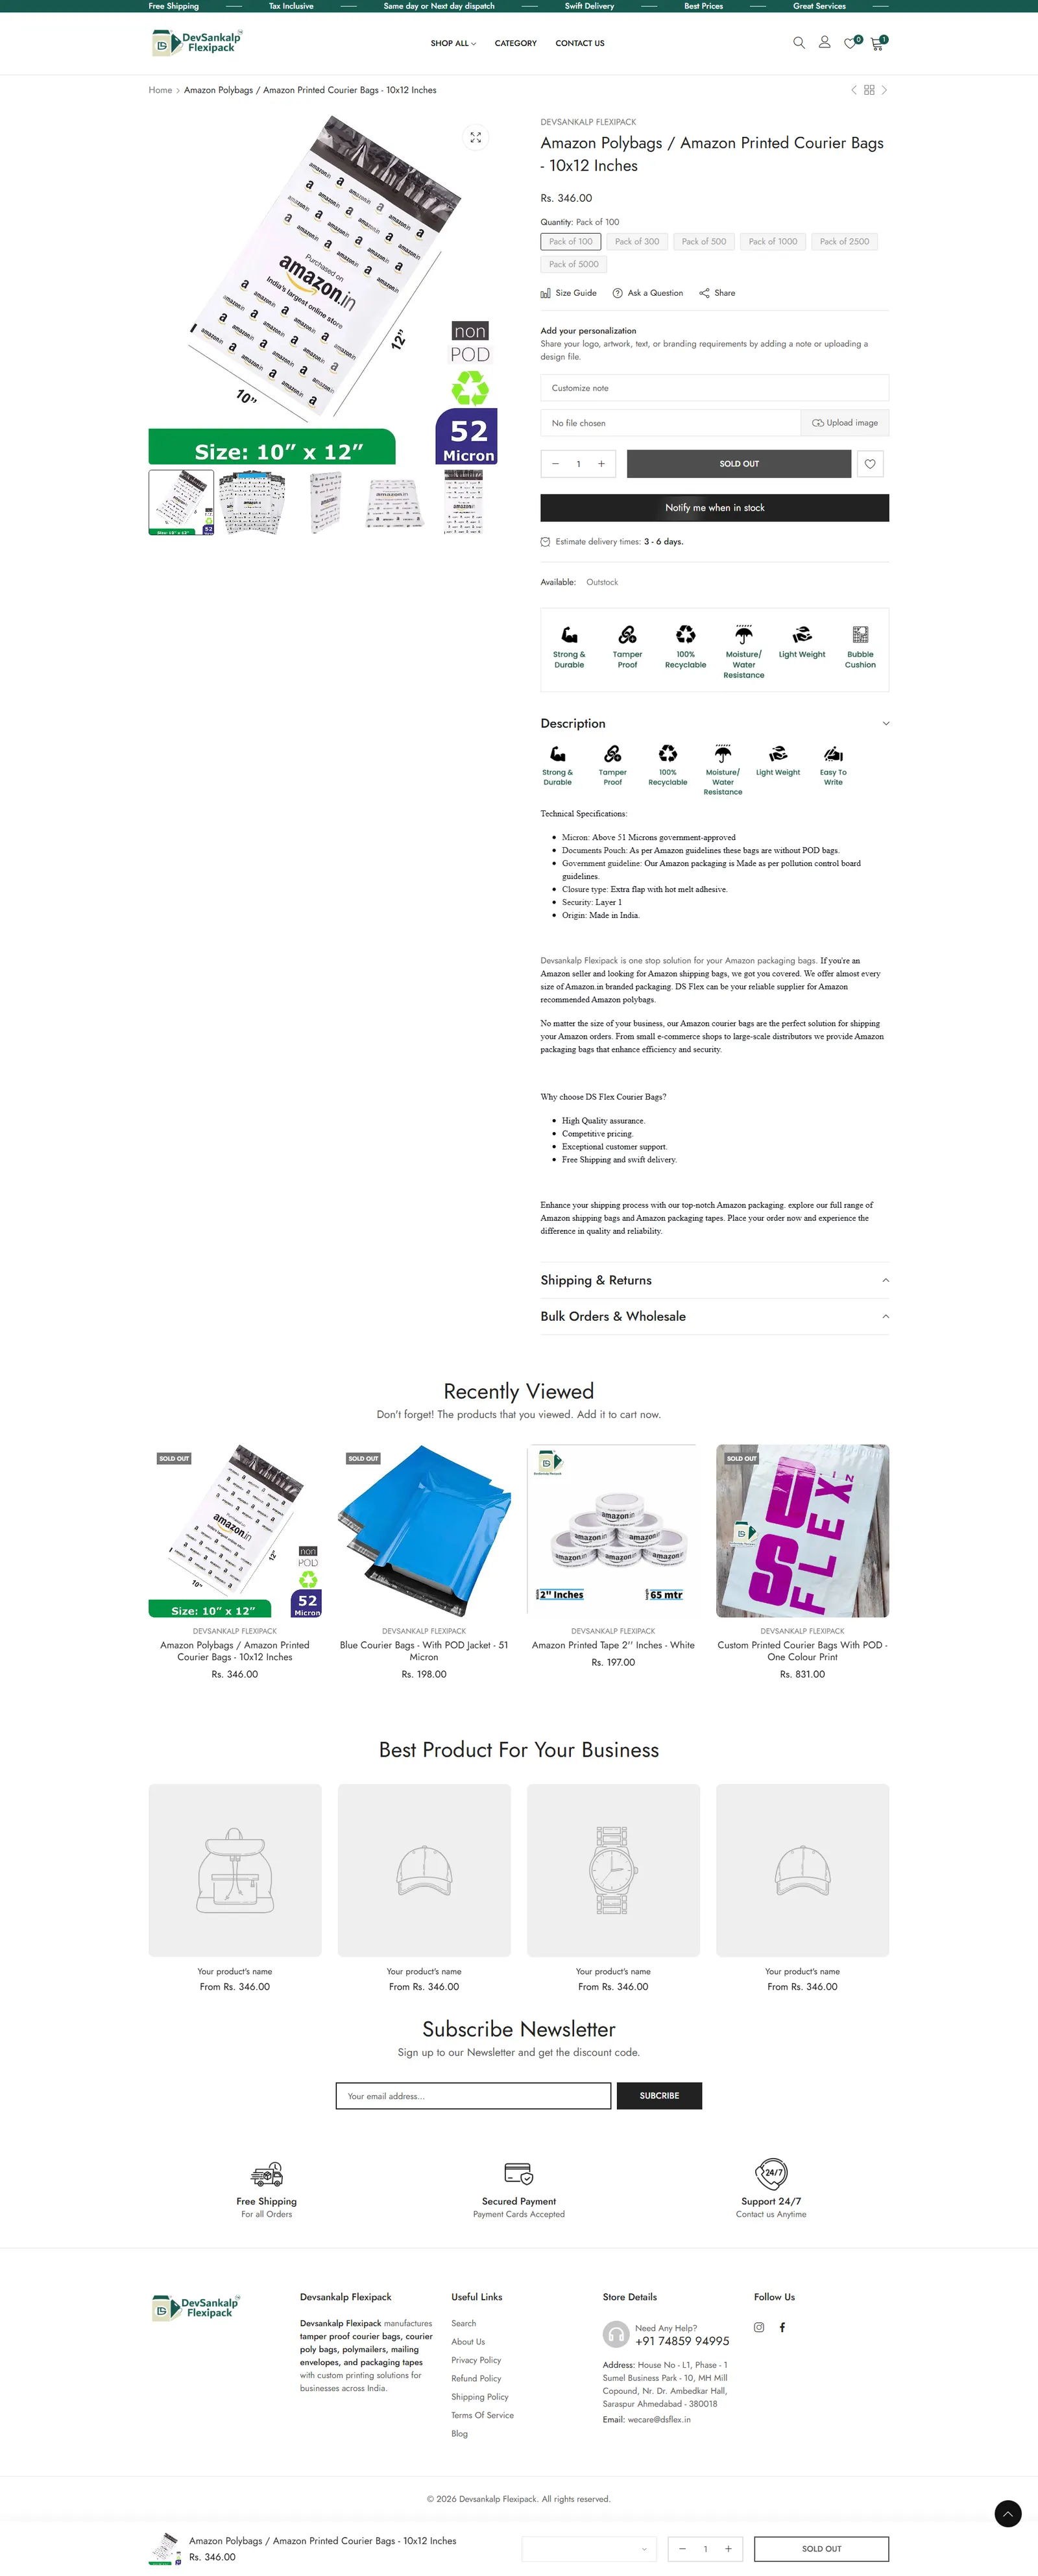 Free Shipping
Tax Inclusive
Same day or Next day dispatch
Swift Delivery
Best Prices
Great Services
DevSankalp
Flexipack
SHOP ALL
CATEGORY
CONTACT US
0
1
Home > Amazon Polybags / Amazon Printed Courier Bags - 10x12 Inches
Purchased on
amazon.in
India's largest online store
10"
12"
non
POD
52
Micron
Size: 10" x 12"
DEVSANKALP FLEXIPACK
Amazon Polybags / Amazon Printed Courier Bags
- 10x12 Inches
Rs. 346.00
Quantity: Pack of 100
Pack of 100
Pack of 300
Pack of 500
Pack of 1000
Pack of 2500
Pack of 5000
Size Guide
Ask a Question
Share
Add your personalization
Share your logo, artwork, text, or branding requirements by adding a note or uploading a
design file.
Customize note
No file chosen
Upload image
1
SOLD OUT
Notify me when in stock
Estimate delivery times: 3 - 6 days.
Available: Outstock
Strong &
Durable
Tamper
Proof
100%
Recyclable
Moisture/
Water
Resistance
Light Weight
Bubble
Cushion
Description
Strong &
Durable
Tamper
Proof
100%
Recyclable
Moisture/
Water
Resistance
Light Weight
Easy To
Write
Technical Specifications:
Micron: Above 51 Microns government-approved
Documents Pouch: As per Amazon guidelines these bags are without POD bags.
Government guideline: Our Amazon packaging is Made as per pollution control board
guidelines.
Closure type: Extra flap with hot melt adhesive.
Security: Layer 1
Origin: Made in India.
Devsankalp Flexipack is one stop solution for your Amazon packaging bags. If you're an
Amazon seller and looking for Amazon shipping bags, we got you covered. We offer almost every
size of Amazon.in branded packaging. DS Flex can be your reliable supplier for Amazon
recommended Amazon polybags.
No matter the size of your business, our Amazon courier bags are the perfect solution for shipping
your Amazon orders. From small e-commerce shops to large-scale distributors we provide Amazon
packaging bags that enhance efficiency and security.
Why choose DS Flex Courier Bags?
High Quality assurance.
Competitive pricing.
Exceptional customer support.
Free Shipping and swift delivery.
Enhance your shipping process with our top-notch Amazon packaging. explore our full range of
Amazon shipping bags and Amazon packaging tapes. Place your order now and experience the
difference in quality and reliability.
Shipping & Returns
Bulk Orders & Wholesale
Recently Viewed
Don't forget! The products that you viewed. Add it to cart now.
SOLD OUT
amazon.in
10"
12"
non
POD
52
Micron
Size: 10" x 12"
SOLD OUT
amazon.in
2" Inches
65 mtr
SOLD OUT
FLEX
IN
DEVSANKALP FLEXIPACK
Amazon Polybags / Amazon Printed
Courier Bags - 10x12 Inches
Rs. 346.00
DEVSANKALP FLEXIPACK
Blue Courier Bags - With POD Jacket - 51
Micron
Rs. 198.00
DEVSANKALP FLEXIPACK
Amazon Printed Tape 2'' Inches - White
Rs. 197.00
DEVSANKALP FLEXIPACK
Custom Printed Courier Bags With POD -
One Colour Print
Rs. 831.00
Best Product For Your Business
Your product's name
From Rs. 346.00
Your product's name
From Rs. 346.00
Your product's name
From Rs. 346.00
Your product's name
From Rs. 346.00
Subscribe Newsletter
Sign up to our Newsletter and get the discount code.
Your email address...
SUBCRIBE
Free Shipping
For all Orders
Secured Payment
Payment Cards Accepted
24/7
Support 24/7
Contact us Anytime
DevSankalp
Flexipack
Devsankalp Flexipack
Devsankalp Flexipack manufactures
tamper proof courier bags, courier
poly bags, polymailers, mailing
envelopes, and packaging tapes
with custom printing solutions for
businesses across India.
Useful Links
Search
About Us
Privacy Policy
Refund Policy
Shipping Policy
Terms Of Service
Blog
Store Details
Need Any Help?
+91 74859 94995
Address: House No - L1, Phase - 1
Sumel Business Park - 10, MH Mill
Copound, Nr. Dr. Ambedkar Hall,
Saraspur Ahmedabad - 380018
Email: wecare@dsflex.in
Follow Us
© 2026 Devsankalp Flexipack. All rights reserved.
Amazon Polybags / Amazon Printed Courier Bags - 10x12 Inches
Rs. 346.00
1
SOLD OUT